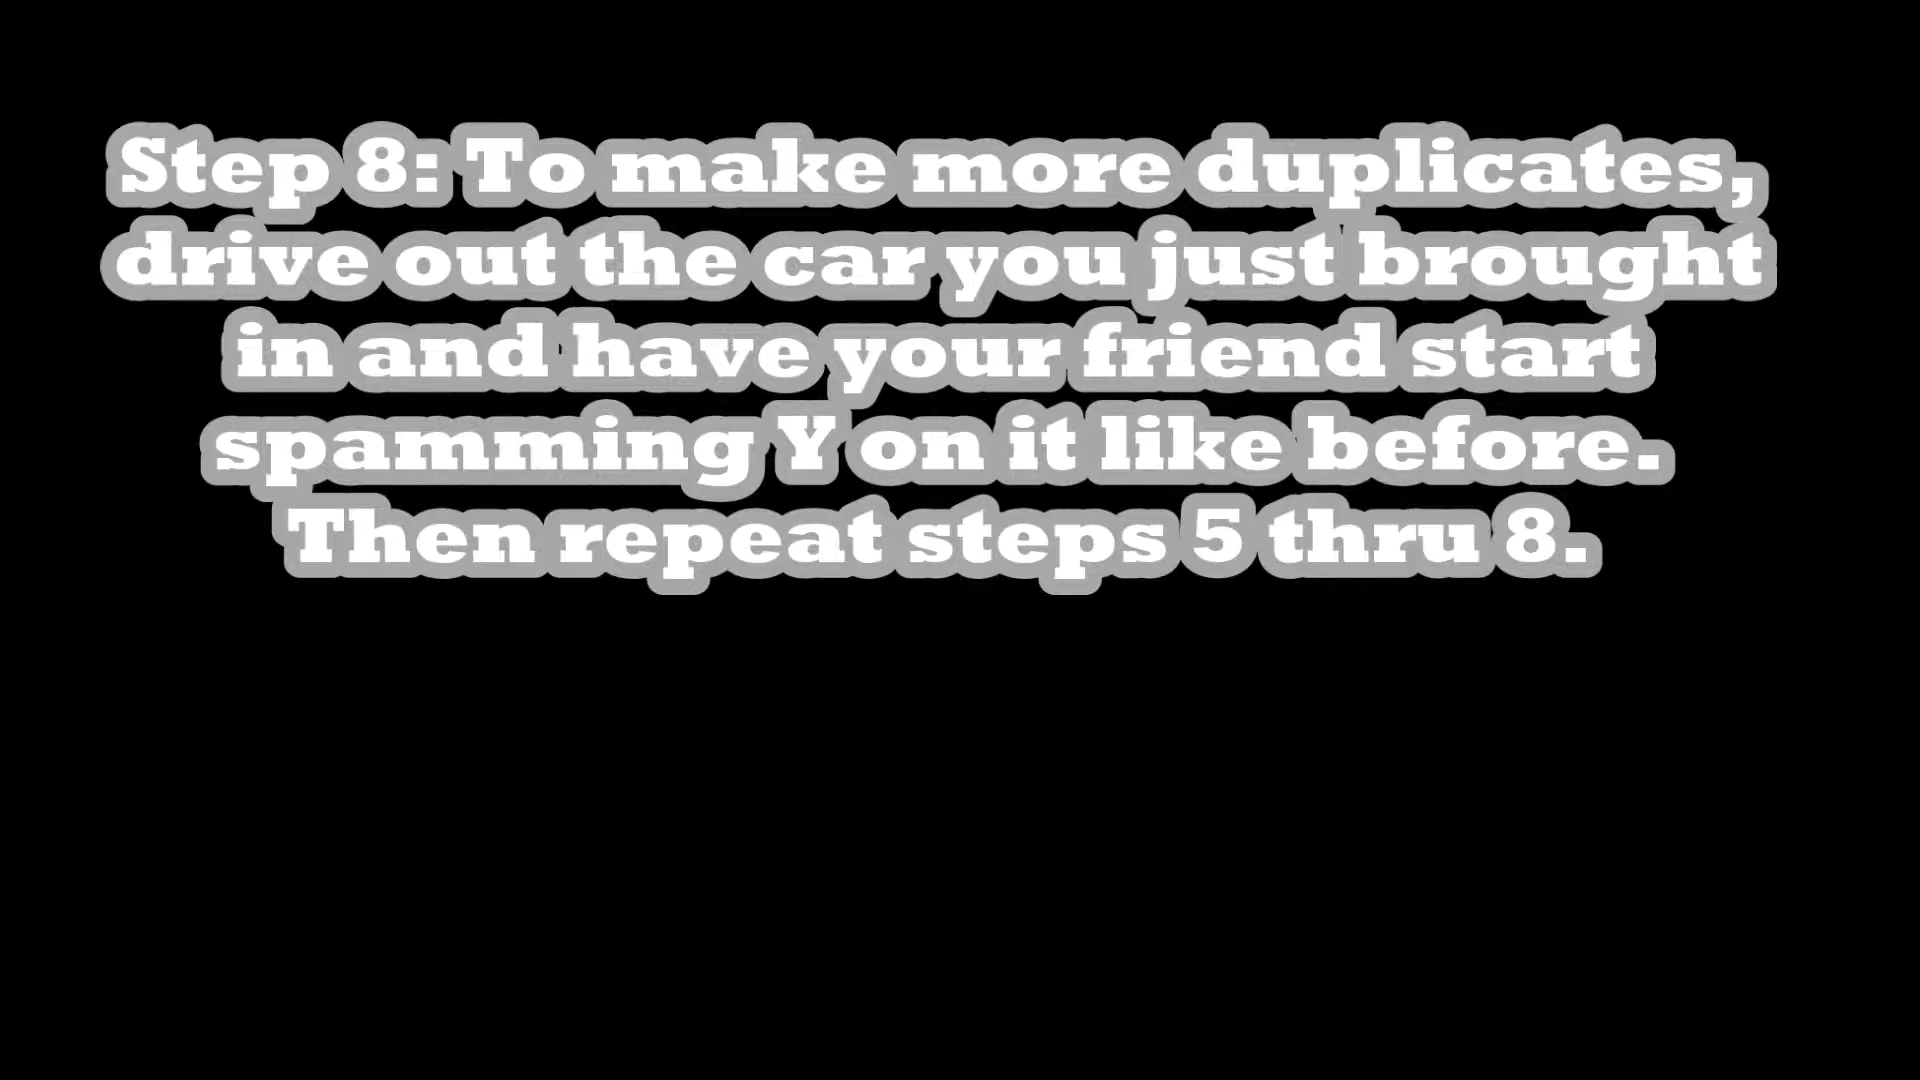 Step 8: To make more duplicates,
drive out the car you just brought
in and have your friend start
spamming Y on it like before.
Then repeat steps 5 thru 8.